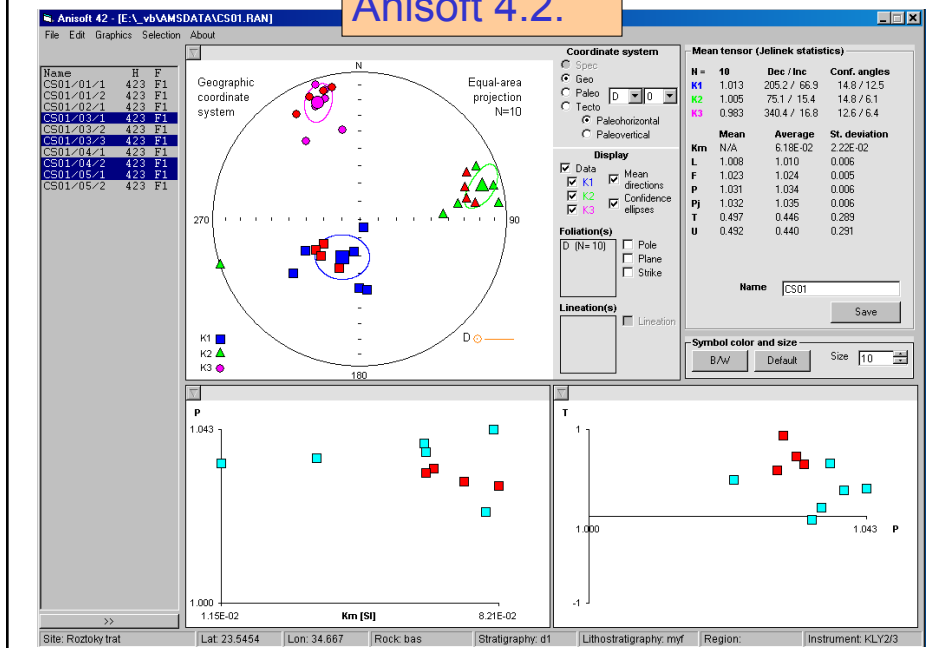 Anisoft 4.2.
Anisoft 42 - [E:\_vb\AMSDATA\CS01.RAN]
File Edit Graphics Selection About
Name H F
CS01/01/1 423 F1
CS01/01/2 423 F1
CS01/02/1 423 F1
CS01/03/1 423 F1
CS01/03/2 423 F1
CS01/03/3 423 F1
CS01/04/1 423 F1
CS01/04/2 423 F1
CS01/05/1 423 F1
CS01/05/2 423 F1
>>
Geographic coordinate system
N
Equal-area projection
N=10
270
90
180
K1
K2
K3
D
Coordinate system
Spec
Geo
Paleo D 0
Tecto
Paleohorizontal
Paleovertical
Display
Data
K1
K2
K3
Mean directions
Confidence ellipses
Foliation(s)
D (N=10)
Pole
Plane
Strike
Lineation(s)
Lineation
Mean tensor (Jelinek statistics)
N = 10 Dec / Inc Conf. angles
K1 1.013 205.2 / 66.9 14.8 / 12.5
K2 1.005 75.1 / 15.4 14.8 / 6.1
K3 0.983 340.4 / 16.8 12.6 / 6.4
Mean Average St. deviation
Km N/A 6.18E-02 2.22E-02
L 1.008 1.010 0.006
F 1.023 1.024 0.005
P 1.031 1.034 0.006
Pj 1.032 1.035 0.006
T 0.497 0.446 0.289
U 0.492 0.440 0.291
Name CS01
Save
Symbol color and size
B/W Default Size 10
P
1.043
1.000
1.15E-02 Km [SI] 8.21E-02
T
1
1.000 1.043 P
-1
Site: Roztoky trat Lat: 23.5454 Lon: 34.667 Rock: bas Stratigraphy: d1 Lithostratigraphy: myf Region: Instrument: KLY2/3